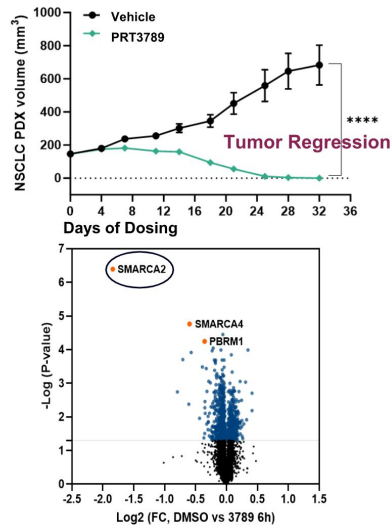 Vehicle
PRT3789
NSCLC PDX volume (mm³)
1000
800
600
400
200
0
****
Tumor Regression
0 4 8 12 16 20 24 28 32 36
Days of Dosing
-Log (P-value)
7
6
5
4
3
2
1
0
SMARCA2
SMARCA4
PBRM1
-2.5 -2.0 -1.5 -1.0 -0.5 0.0 0.5 1.0 1.5
Log2 (FC, DMSO vs 3789 6h)